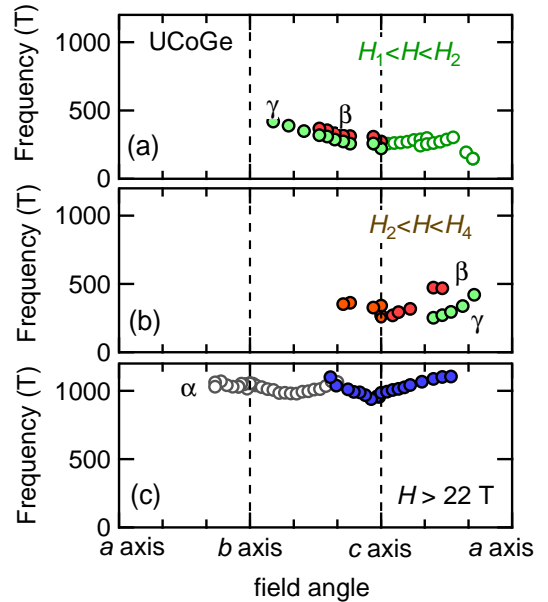 Frequency (T)
1000
500
0
UCoGe
H1<H<H2
γ
β
(a)
Frequency (T)
1000
500
0
H2<H<H4
β
γ
(b)
Frequency (T)
1000
500
0
α
(c)
H > 22 T
a axis
b axis
c axis
a axis
field angle